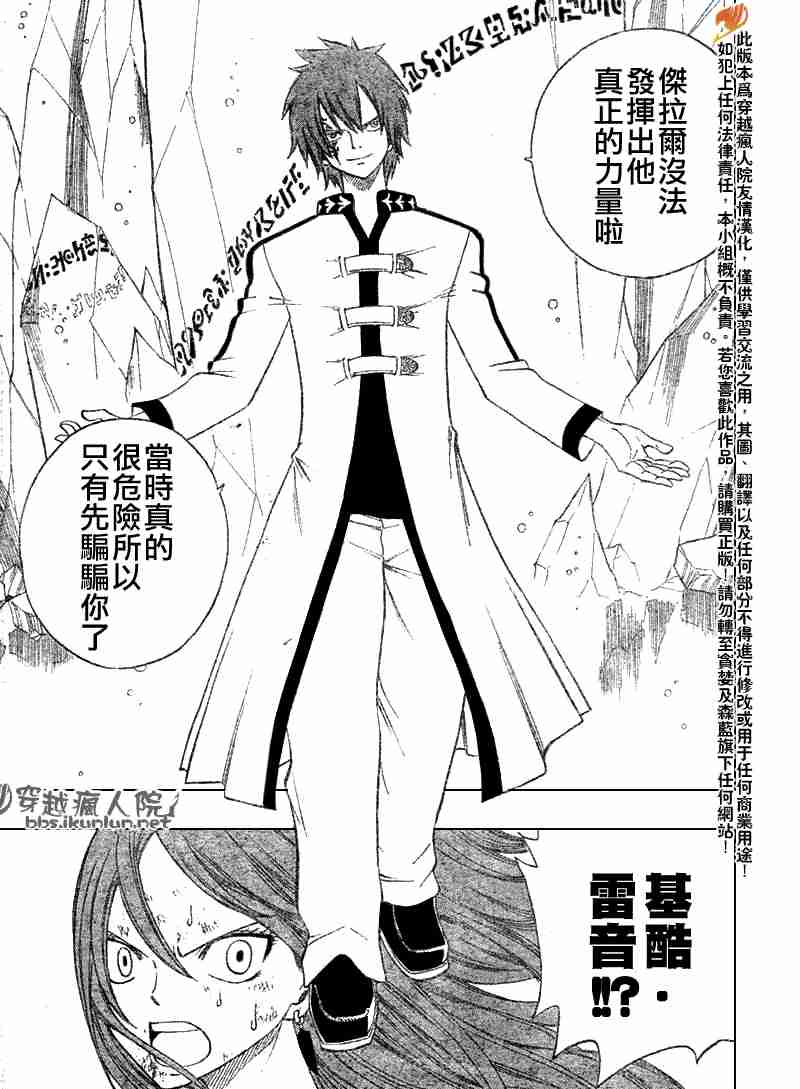 傑拉爾沒法
發揮出他
真正的力量啦
當時真的
很危險所以
只有先騙騙你了
基酷·
雷音!!?
此版本爲穿越瘋人院友情漢化，僅供學習交流之用，其圖、翻譯以及任何部分不得進行修改或用于任何商業用途！
如犯上任何法律責任，本小組概不負責。若您喜歡此作品，請購買正版！請勿轉至貪婪及森藍旗下任何網站！
穿越瘋人院
bbs.ikunlun.net